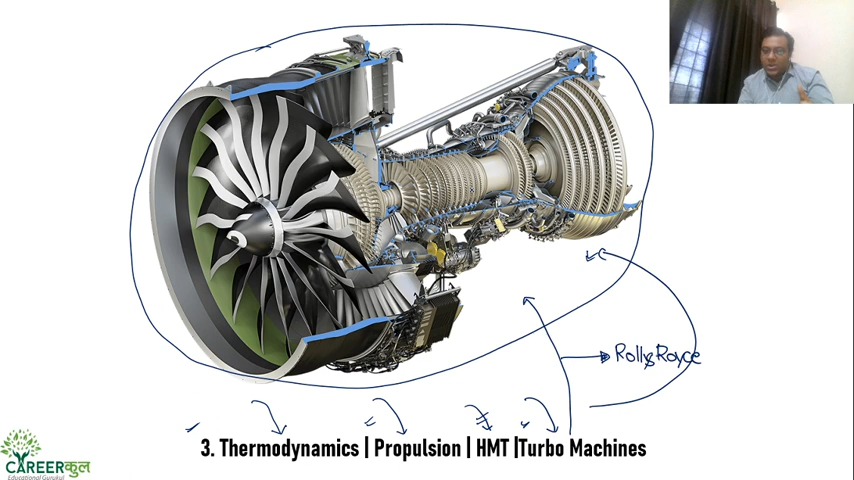 RollsRoyce
3. Thermodynamics | Propulsion | HMT |Turbo Machines
CAREERकुल
Educational Gurukul